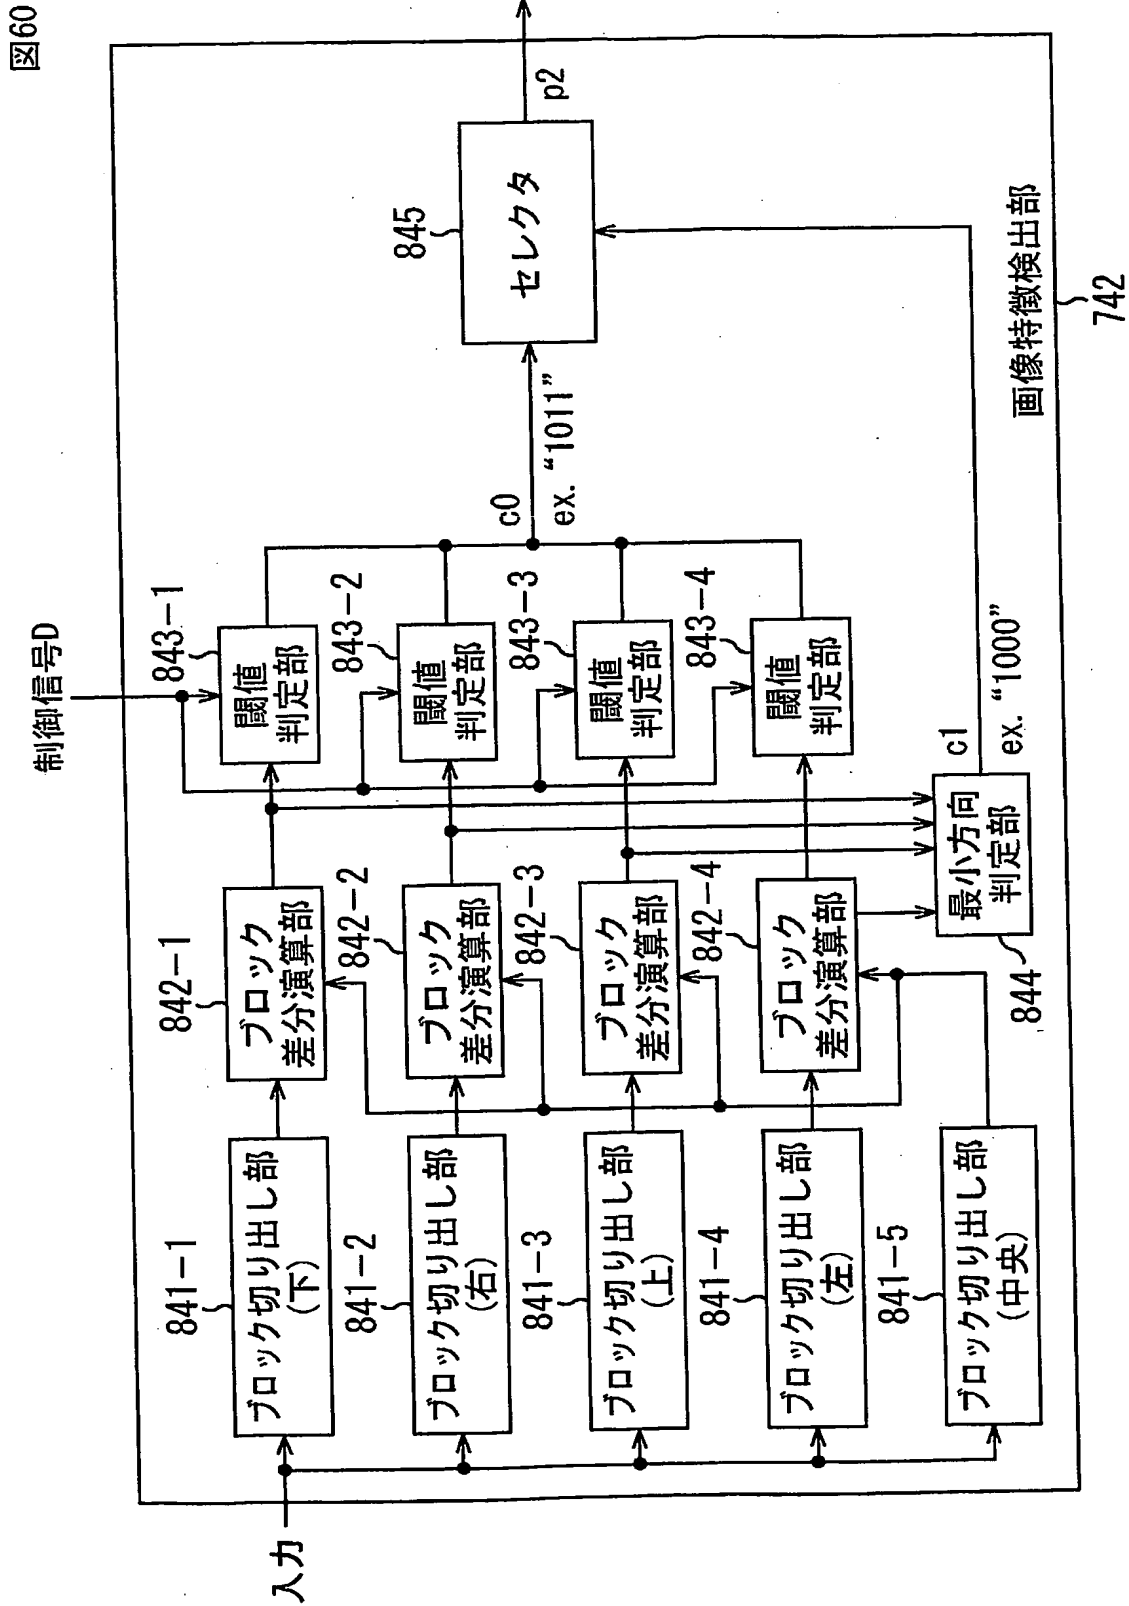 図60
制御信号D
入力
841-1
ブロック切り出し部
(下)
841-2
ブロック切り出し部
(右)
841-3
ブロック切り出し部
(上)
841-4
ブロック切り出し部
(左)
841-5
ブロック切り出し部
(中央)
842-1
ブロック
差分演算部
842-2
ブロック
差分演算部
842-3
ブロック
差分演算部
842-4
ブロック
差分演算部
843-1
閾値
判定部
843-2
閾値
判定部
843-3
閾値
判定部
843-4
閾値
判定部
844
最小方向
判定部
c0
ex. “1011”
c1
ex. “1000”
845
セレクタ
p2
画像特徴検出部
742